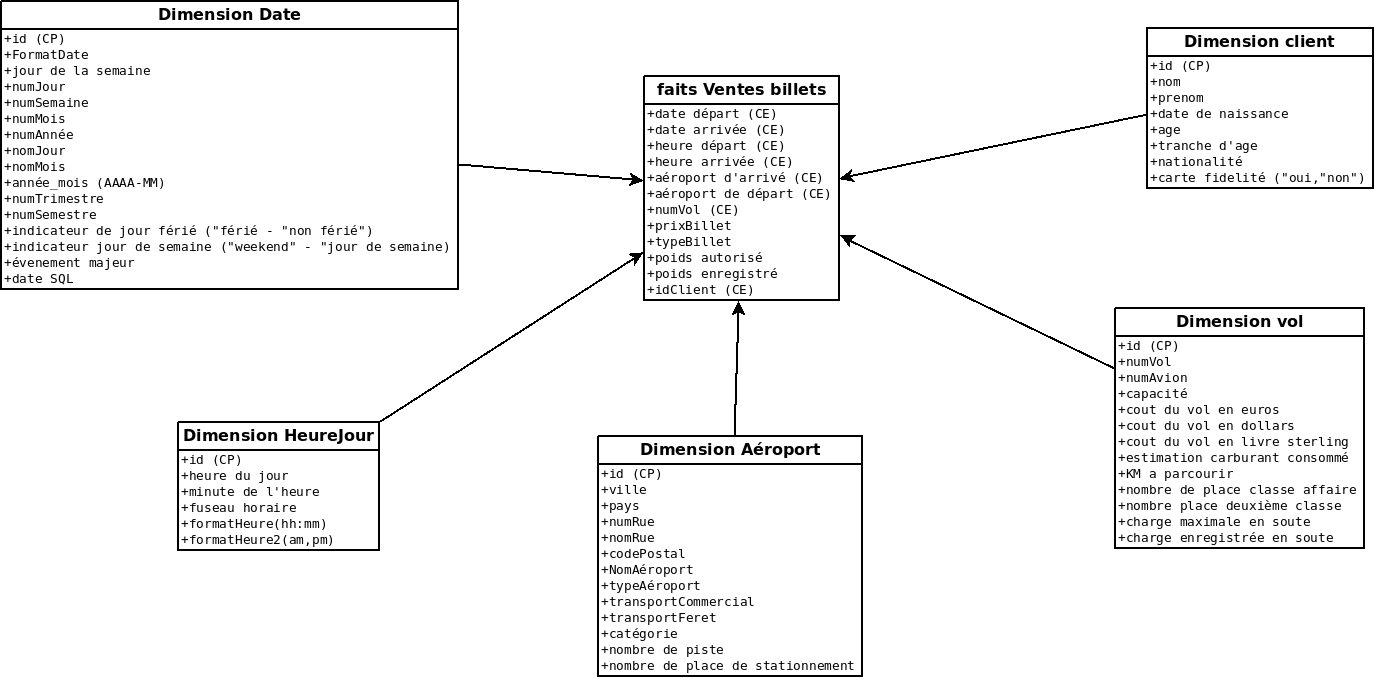 Dimension Date
+id (CP)
+FormatDate
+jour de la semaine
+numJour
+numSemaine
+numMois
+numAnnée
+nomJour
+nomMois
+année_mois (AAAA-MM)
+numTrimestre
+numSemestre
+indicateur de jour férié ("férié - "non férié")
+indicateur jour de semaine ("weekend" - "jour de semaine)
+évenement majeur
+date SQL
faits Ventes billets
+date départ (CE)
+date arrivée (CE)
+heure départ (CE)
+heure arrivée (CE)
+aéroport d'arrivé (CE)
+aéroport de départ (CE)
+numVol (CE)
+prixBillet
+typeBillet
+poids autorisé
+poids enregistré
+idClient (CE)
Dimension client
+id (CP)
+nom
+prenom
+date de naissance
+age
+tranche d'age
+nationalité
+carte fidelité ("oui,"non")
Dimension HeureJour
+id (CP)
+heure du jour
+minute de l'heure
+fuseau horaire
+formatHeure(hh:mm)
+formatHeure2(am,pm)
Dimension Aéroport
+id (CP)
+ville
+pays
+numRue
+nomRue
+codePostal
+NomAéroport
+typeAéroport
+transportCommercial
+transportFeret
+catégorie
+nombre de piste
+nombre de place de stationnement
Dimension vol
+id (CP)
+numVol
+numAvion
+capacité
+cout du vol en euros
+cout du vol en dollars
+cout du vol en livre sterling
+estimation carburant consommé
+KM a parcourir
+nombre de place classe affaire
+nombre place deuxième classe
+charge maximale en soute
+charge enregistrée en soute